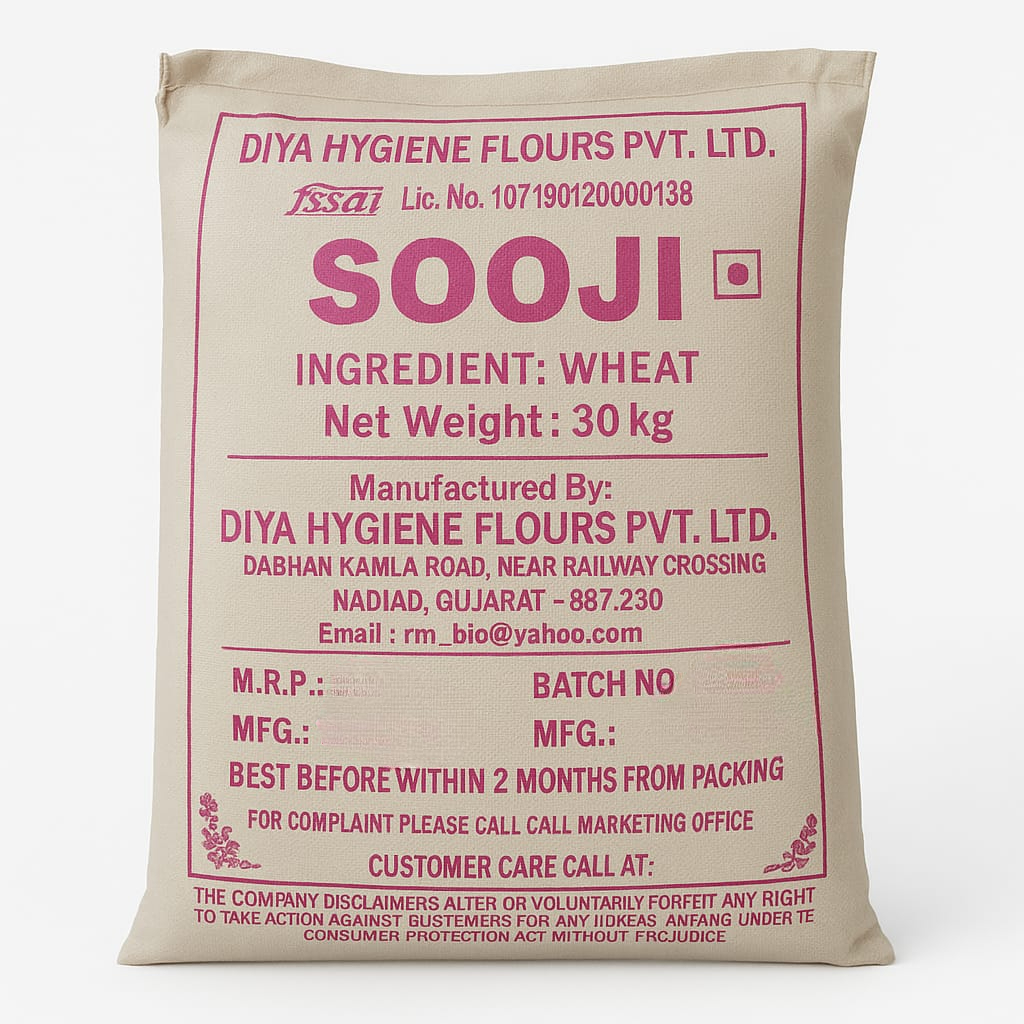 DIYA HYGIENE FLOURS PVT. LTD.
fssai Lic. No. 107190120000138
SOOJI
INGREDIENT: WHEAT
Net Weight : 30 kg
Manufactured By:
DIYA HYGIENE FLOURS PVT. LTD.
DABHAN KAMLA ROAD, NEAR RAILWAY CROSSING
NADIAD, GUJARAT - 887.230
Email : rm_bio@yahoo.com
M.R.P.: BATCH NO
MFG.: MFG.:
BEST BEFORE WITHIN 2 MONTHS FROM PACKING
FOR COMPLAINT PLEASE CALL CALL MARKETING OFFICE
CUSTOMER CARE CALL AT:
THE COMPANY DISCLAIMERS ALTER OR VOLUNTARILY FORFEIT ANY RIGHT
TO TAKE ACTION AGAINST GUSTEMERS FOR ANY IIDKEAS ANFANG UNDER TE
CONSUMER PROTECTION ACT MITHOUT FRCJUDICE